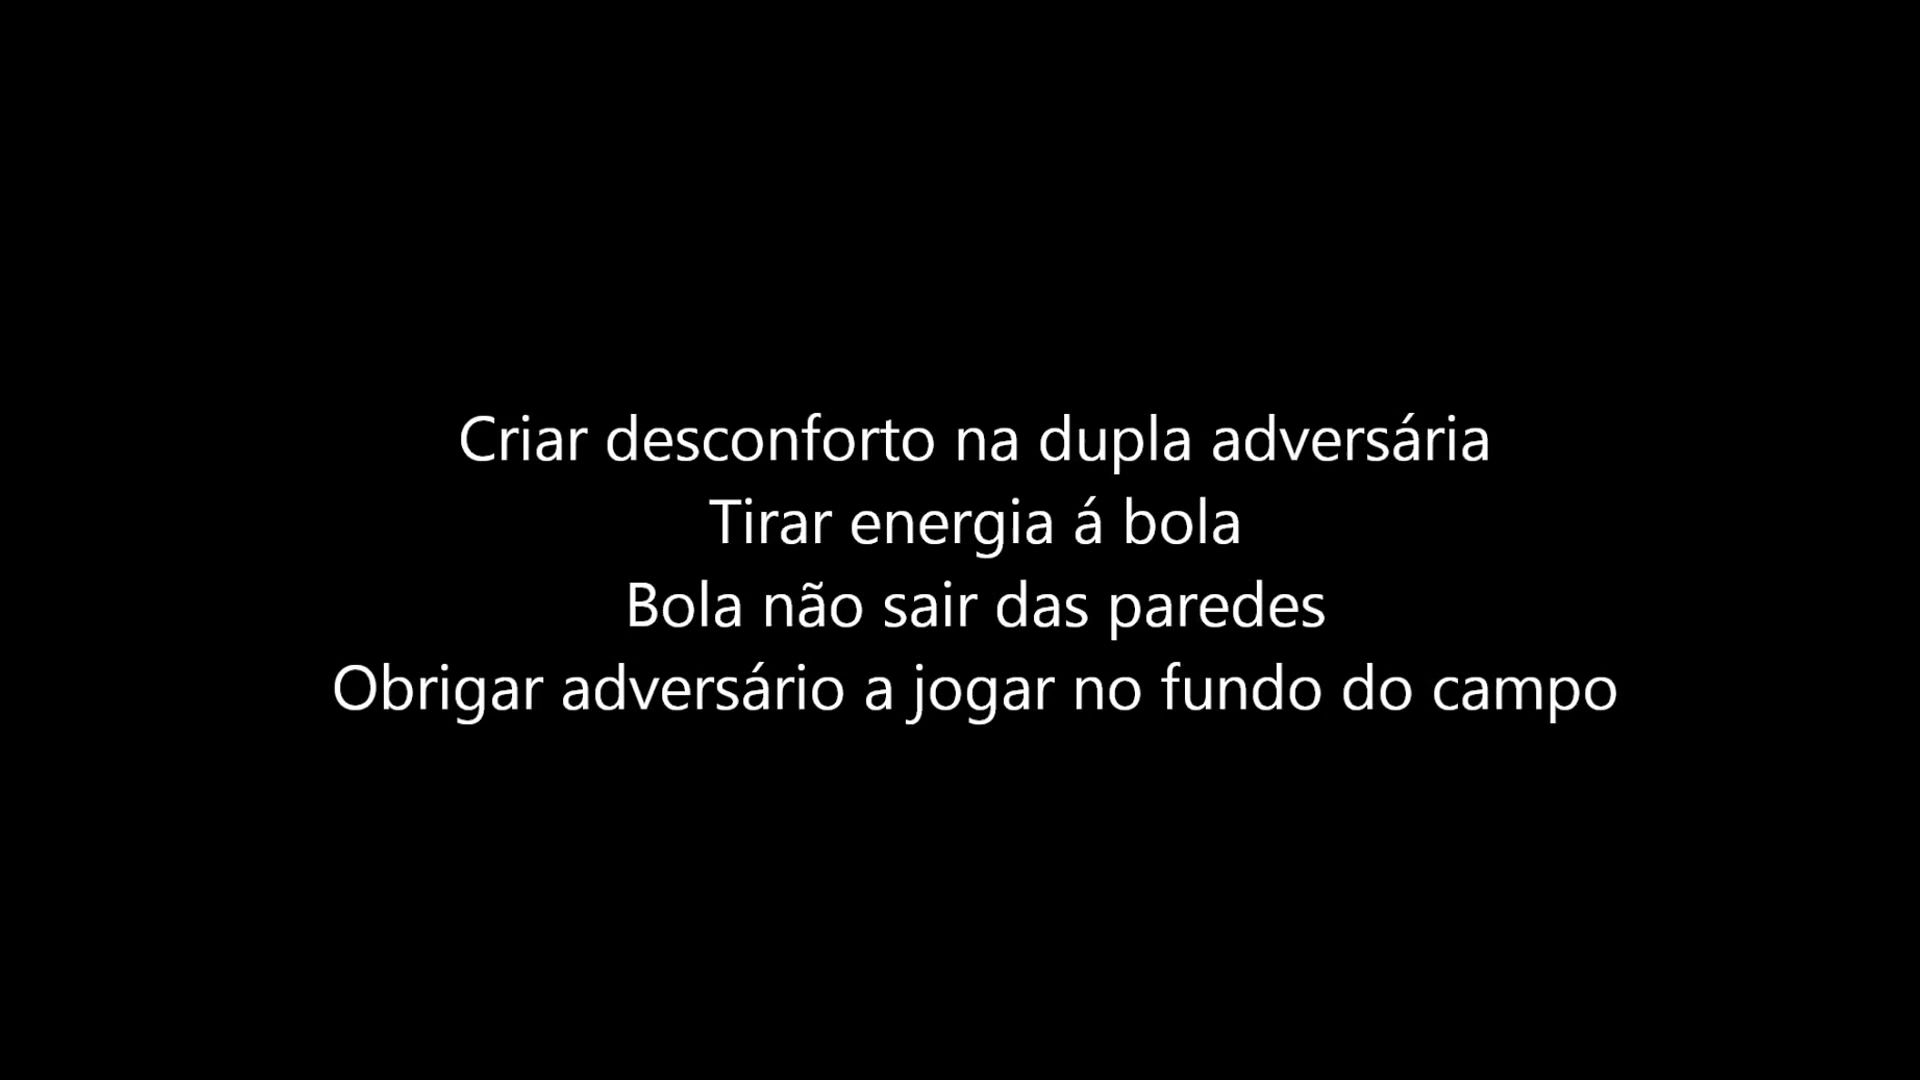 Criar desconforto na dupla adversária
Tirar energia á bola
Bola não sair das paredes
Obrigar adversário a jogar no fundo do campo